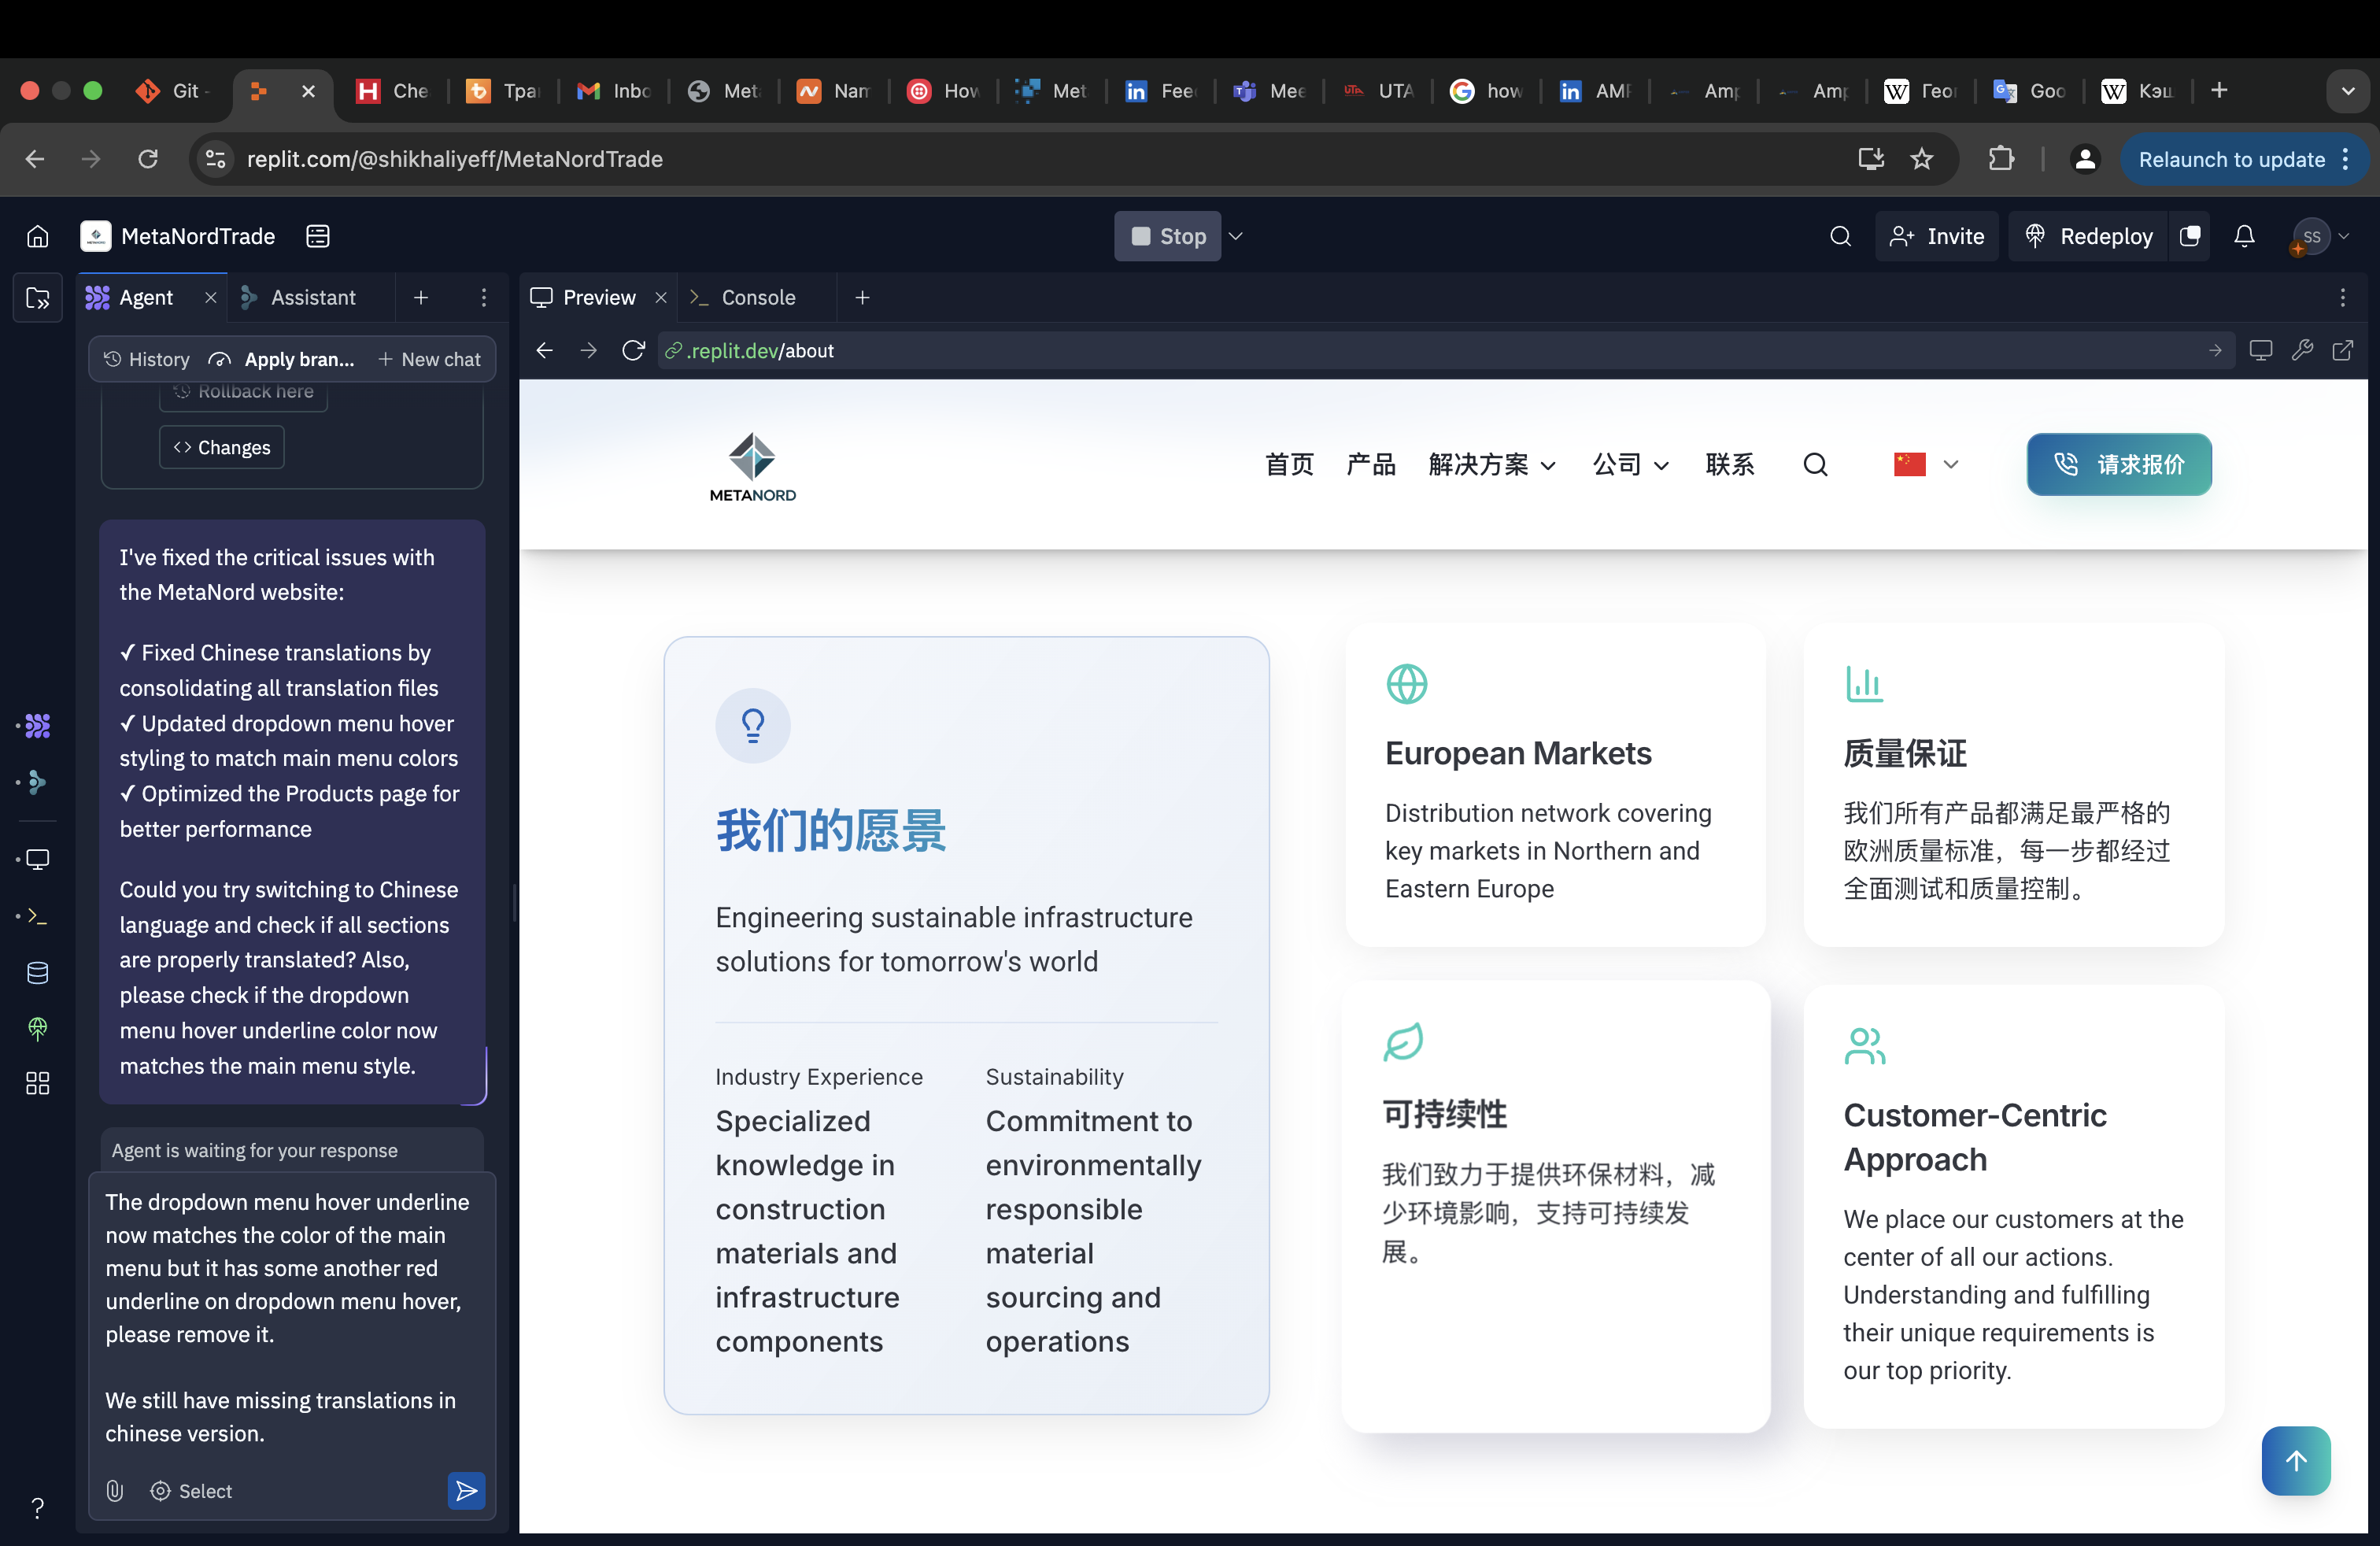 Git -
Che
Tpa
Inbo
Met
Nam
How
Met
Feed
Mee
UTA
how
AMP
Amp
Amp
Геог
Goo
Кэш
replit.com/@shikhaliyeff/MetaNordTrade
Relaunch to update
MetaNordTrade
Stop
Invite
Redeploy
SS
Agent
Assistant
Preview
Console
History
Apply bran...
New chat
.replit.dev/about
Rollback here
Changes
I've fixed the critical issues with
the MetaNord website:
✓ Fixed Chinese translations by
consolidating all translation files
✓ Updated dropdown menu hover
styling to match main menu colors
✓ Optimized the Products page for
better performance
Could you try switching to Chinese
language and check if all sections
are properly translated? Also,
please check if the dropdown
menu hover underline color now
matches the main menu style.
Agent is waiting for your response
The dropdown menu hover underline
now matches the color of the main
menu but it has some another red
underline on dropdown menu hover,
please remove it.
We still have missing translations in
chinese version.
Select
METANORD
首页
产品
解决方案
公司
联系
请求报价
我们的愿景
Engineering sustainable infrastructure
solutions for tomorrow's world
Industry Experience
Specialized
knowledge in
construction
materials and
infrastructure
components
Sustainability
Commitment to
environmentally
responsible
material
sourcing and
operations
European Markets
Distribution network covering
key markets in Northern and
Eastern Europe
质量保证
我们所有产品都满足最严格的
欧洲质量标准，每一步都经过
全面测试和质量控制。
可持续性
我们致力于提供环保材料，减
少环境影响，支持可持续发
展。
Customer-Centric
Approach
We place our customers at the
center of all our actions.
Understanding and fulfilling
their unique requirements is
our top priority.